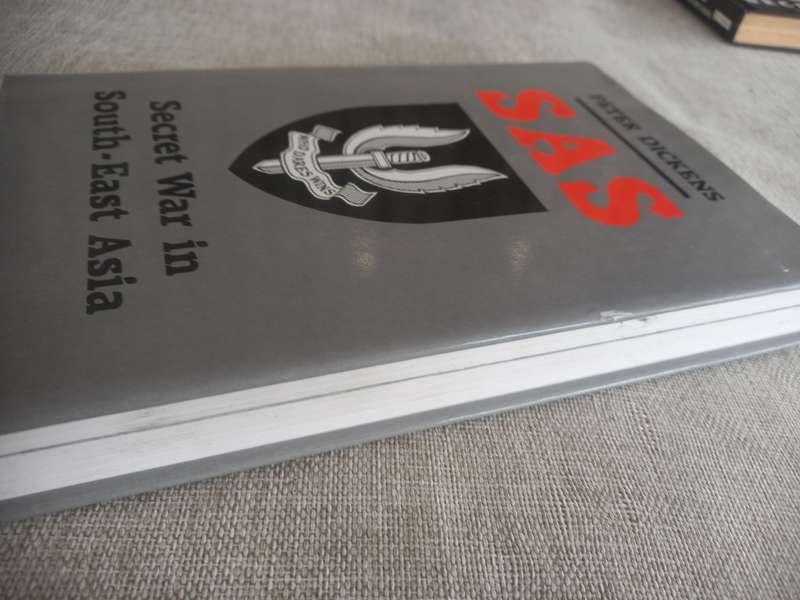 PETER DICKENS
SAS
WHO DARES WINS
Secret War in
South-East Asia